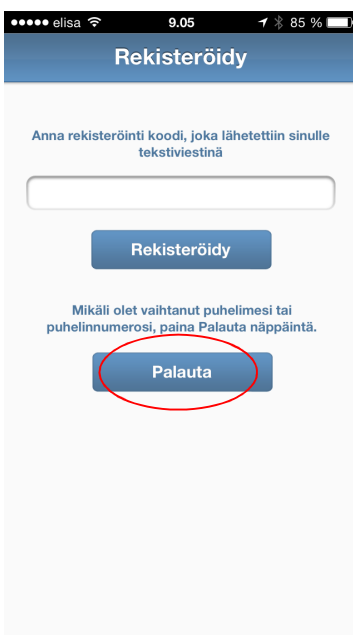 elisa 9.05 85 %
Rekisteröidy
Anna rekisteröinti koodi, joka lähetettiin sinulle
tekstiviestinä
Rekisteröidy
Mikäli olet vaihtanut puhelimesi tai
puhelinnumerosi, paina Palauta näppäintä.
Palauta